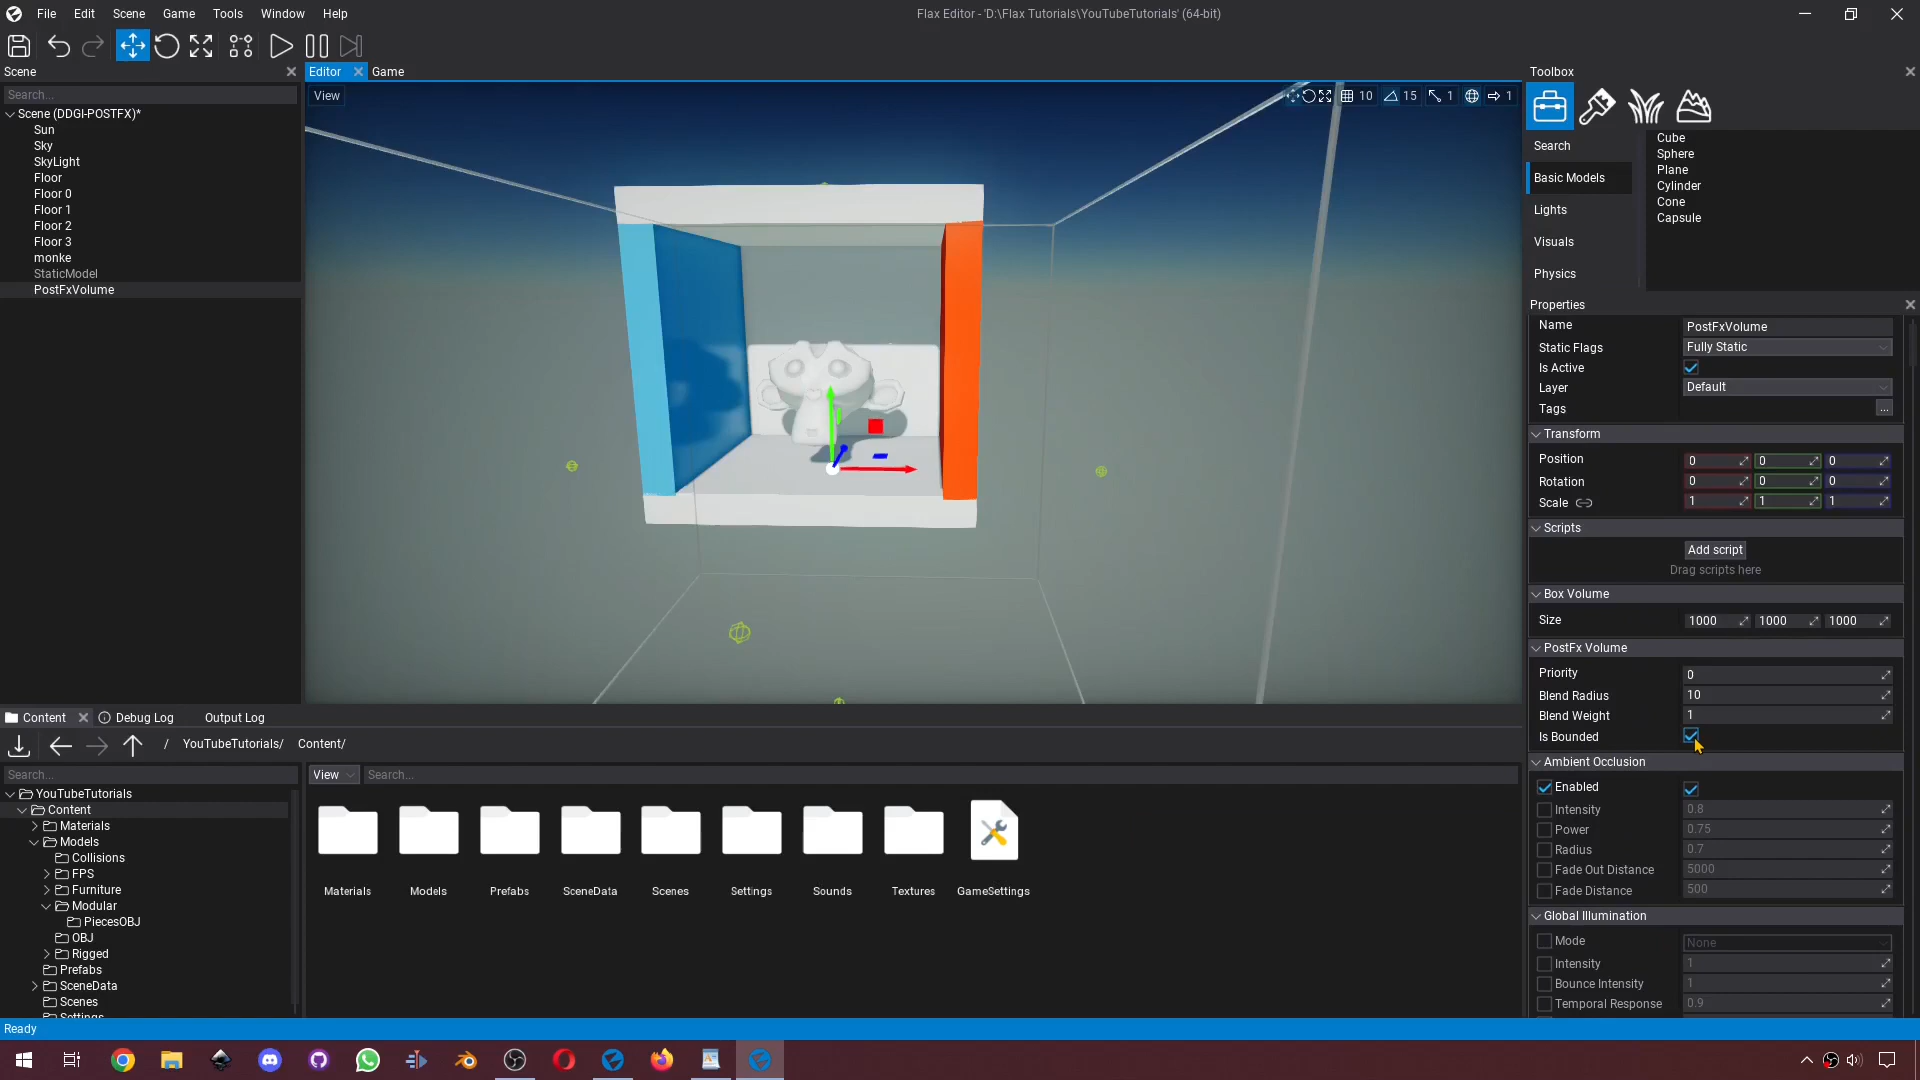 File Edit Scene Game Tools Window Help
Flax Editor - 'D:\Flax Tutorials\YouTubeTutorials' (64-bit)
Scene
Search...
Scene (DDGI-POSTFX)*
Sun
Sky
SkyLight
Floor
Floor 0
Floor 1
Floor 2
Floor 3
monke
StaticModel
PostFxVolume
Editor
Game
View
10
15
1
1
Toolbox
Search
Basic Models
Lights
Visuals
Physics
Cube
Sphere
Plane
Cylinder
Cone
Capsule
Properties
Name PostFxVolume
Static Flags Fully Static
Is Active
Layer Default
Tags ...
Transform
Position 0 0 0
Rotation 0 0 0
Scale 1 1 1
Scripts
Add script
Drag scripts here
Box Volume
Size 1000 1000 1000
PostFx Volume
Priority 0
Blend Radius 10
Blend Weight 1
Is Bounded
Ambient Occlusion
Enabled
Intensity 0.8
Power 0.75
Radius 0.7
Fade Out Distance 5000
Fade Distance 500
Global Illumination
Mode None
Intensity 1
Bounce Intensity 1
Temporal Response 0.9
Content Debug Log Output Log
/ YouTubeTutorials/ Content/
Search...
View Search...
YouTubeTutorials
Content
Materials
Models
Collisions
FPS
Furniture
Modular
PiecesOBJ
OBJ
Rigged
Prefabs
SceneData
Scenes
Settings
Materials Models Prefabs SceneData Scenes Settings Sounds Textures GameSettings
Ready